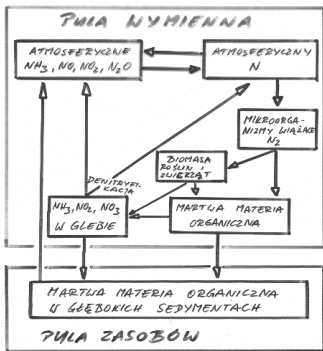 PULA WYMIENNA
ATMOSFERYCZNE
NH3, NO, NO2, N2O
ATMOSFERYCZNY
N
MIKROORGA-
NIZMY WIĄŻĄCE
N2
BIOMASA
ROŚLIN I
ZWIERZĄT
DENITRYFI-
KACJA
NH3, NO2, NO3
W GLEBIE
MARTWA MATERIA
ORGANICZNA
MARTWA MATERIA ORGANICZNA
W GŁĘBOKICH SEDYMENTACH
PULA ZASOBÓW